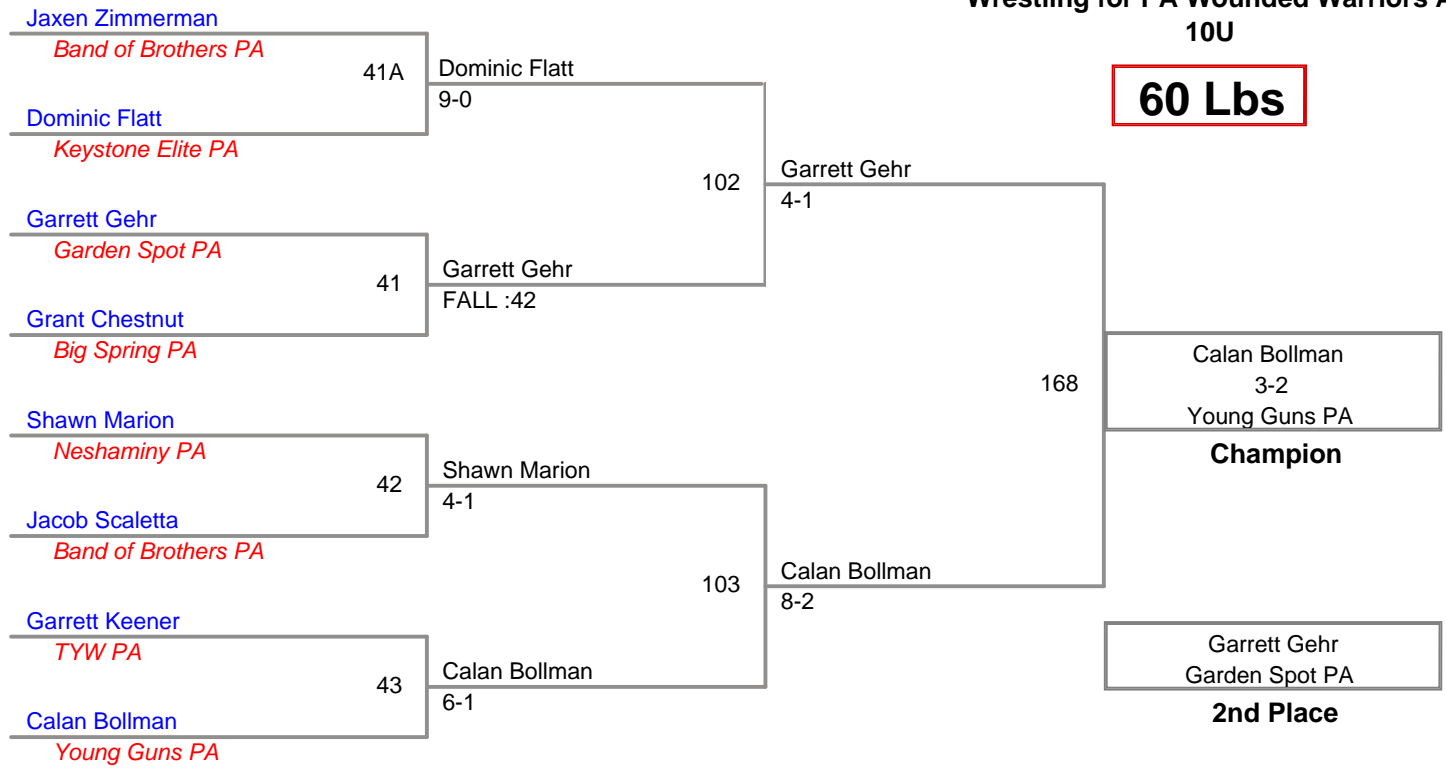 Wrestling for PA Wounded Warriors
10U
60 Lbs
Jaxen Zimmerman
Band of Brothers PA
41A
Dominic Flatt
9-0
Dominic Flatt
Keystone Elite PA
102
Garrett Gehr
4-1
Garrett Gehr
Garden Spot PA
41
Garrett Gehr
FALL :42
Grant Chestnut
Big Spring PA
168
Calan Bollman
3-2
Young Guns PA
Champion
Shawn Marion
Neshaminy PA
42
Shawn Marion
4-1
Jacob Scaletta
Band of Brothers PA
103
Calan Bollman
8-2
Garrett Keener
TYW PA
43
Calan Bollman
6-1
Calan Bollman
Young Guns PA
Garrett Gehr
Garden Spot PA
2nd Place